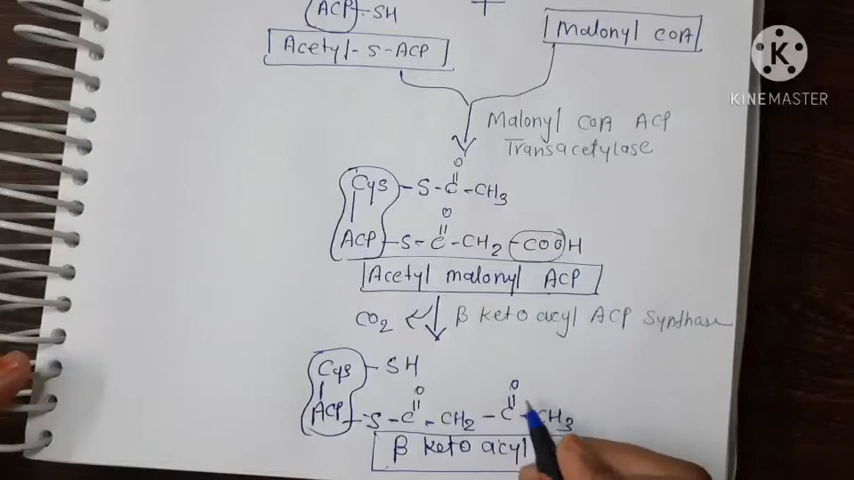 ACP-SH +
Acetyl-S-ACP
Malonyl CoA
K
KINEMASTER
Malonyl CoA ACP
Transacetylase
O
Cys-S-C-CH3
O
ACP-S-C-CH2-COOH
Acetyl malonyl ACP
CO2 β keto acyl ACP Synthase
Cys-SH
O O
ACP-S-C-CH2-C-CH3
β keto acyl